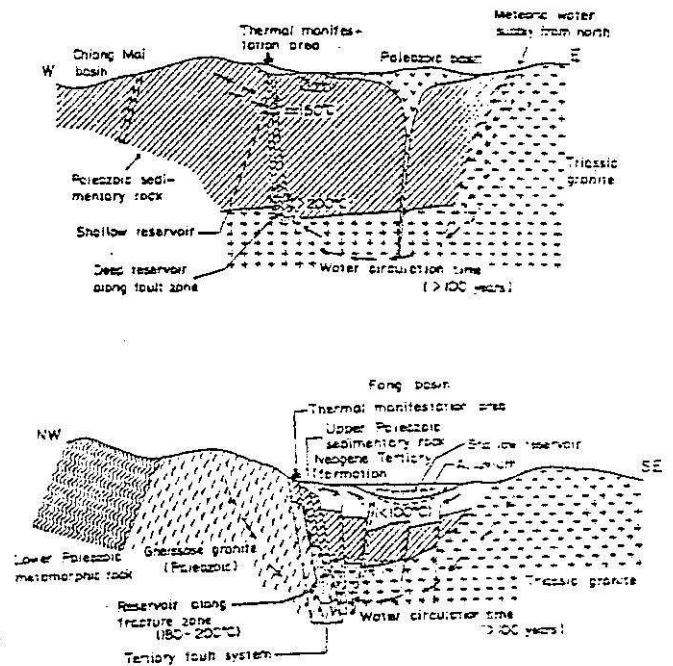 Thermal manifes-
tation area
Meteoric water
supply from north
Chiang Mai
basin
W
Paleozoic basin
E
Paleozoic sedi-
mentary rock
Triassic
granite
>200°C
Shallow reservoir
Deep reservoir
along fault zone
Water circulation time
(>100 years)
Fang basin
Thermal manifestation area
NW
Upper Paleozoic
sedimentary rock
Shallow reservoir
Neogene Tertiary
formation
Alluvium
SE
(<100°C)
Lower Paleozoic
metamorphic rock
Gneissose granite
(Paleozoic)
Triassic granite
Reservoir along
fracture zone
(180-200°C)
Water circulation time
(>100 years)
Tertiary fault system